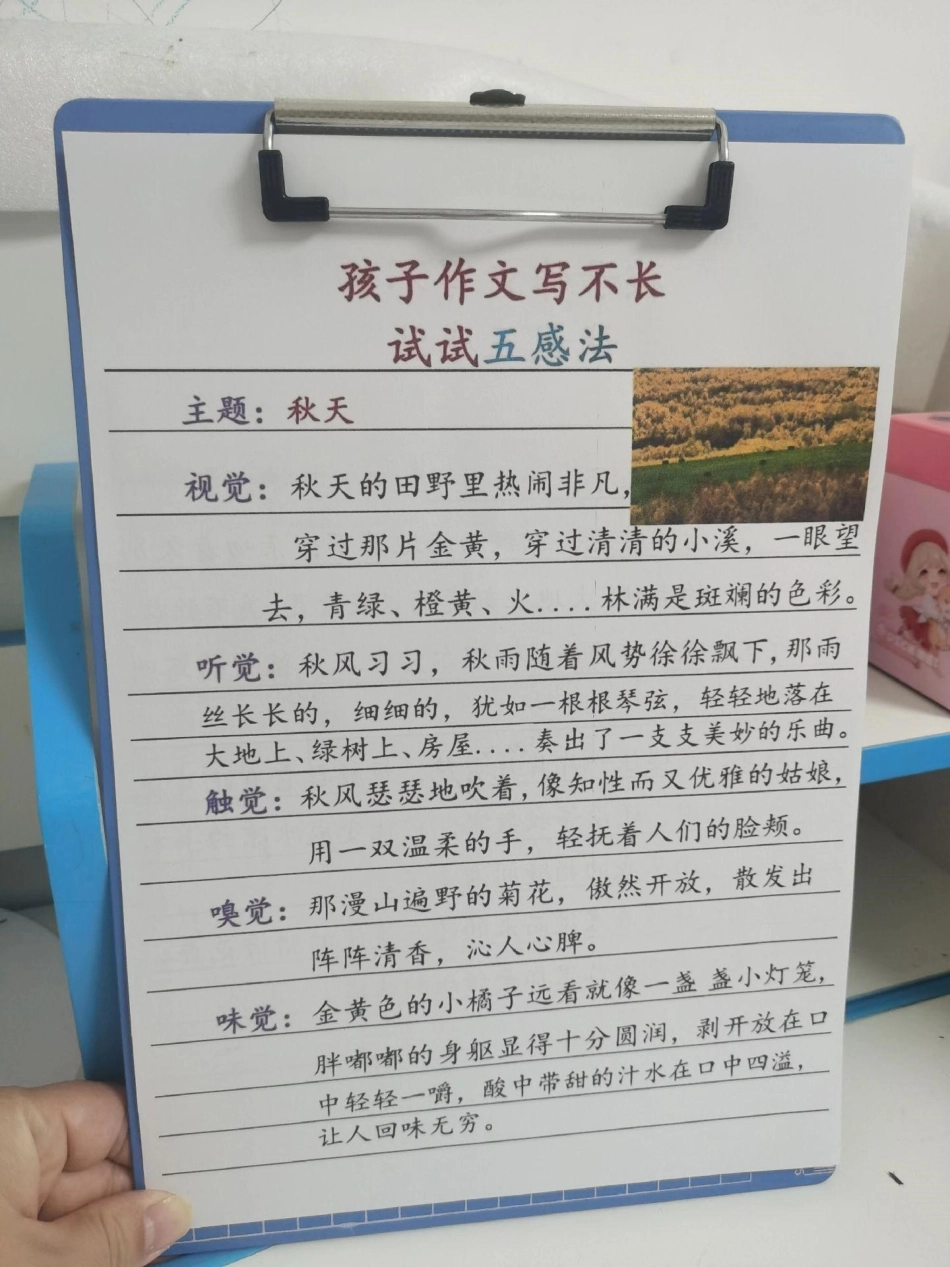 孩子作文写不长
试试五感法
主题：秋天
视觉：秋天的田野里热闹非凡，
穿过那片金黄，穿过清清的小溪，一眼望
去，青绿、橙黄、火....林满是斑斓的色彩。
听觉：秋风习习，秋雨随着风势徐徐飘下，那雨
丝长长的，细细的，犹如一根根琴弦，轻轻地落在
大地上、绿树上、房屋....奏出了一支支美妙的乐曲。
触觉：秋风瑟瑟地吹着，像知性而又优雅的姑娘，
用一双温柔的手，轻抚着人们的脸颊。
嗅觉：那漫山遍野的菊花，傲然开放，散发出
阵阵清香，沁人心脾。
味觉：金黄色的小橘子远看就像一盏 盏小灯笼，
胖嘟嘟的身躯显得十分圆润，剥开放在口
中轻轻一嚼，酸中带甜的汁水在口中四溢，
让人回味无穷。